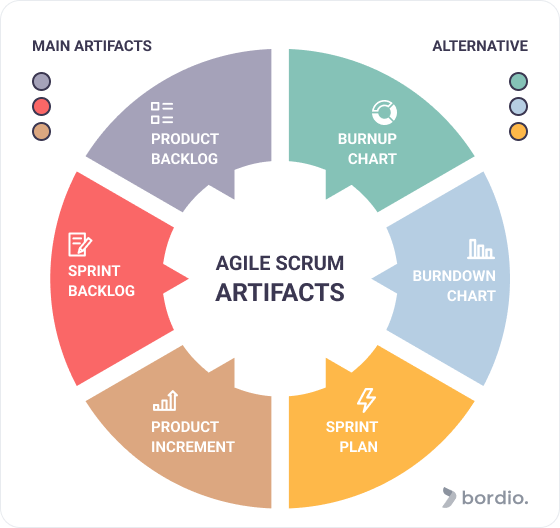 MAIN ARTIFACTS
ALTERNATIVE
PRODUCT
BACKLOG
BURNUP
CHART
SPRINT
BACKLOG
AGILE SCRUM
ARTIFACTS
BURNDOWN
CHART
PRODUCT
INCREMENT
SPRINT
PLAN
bordio.